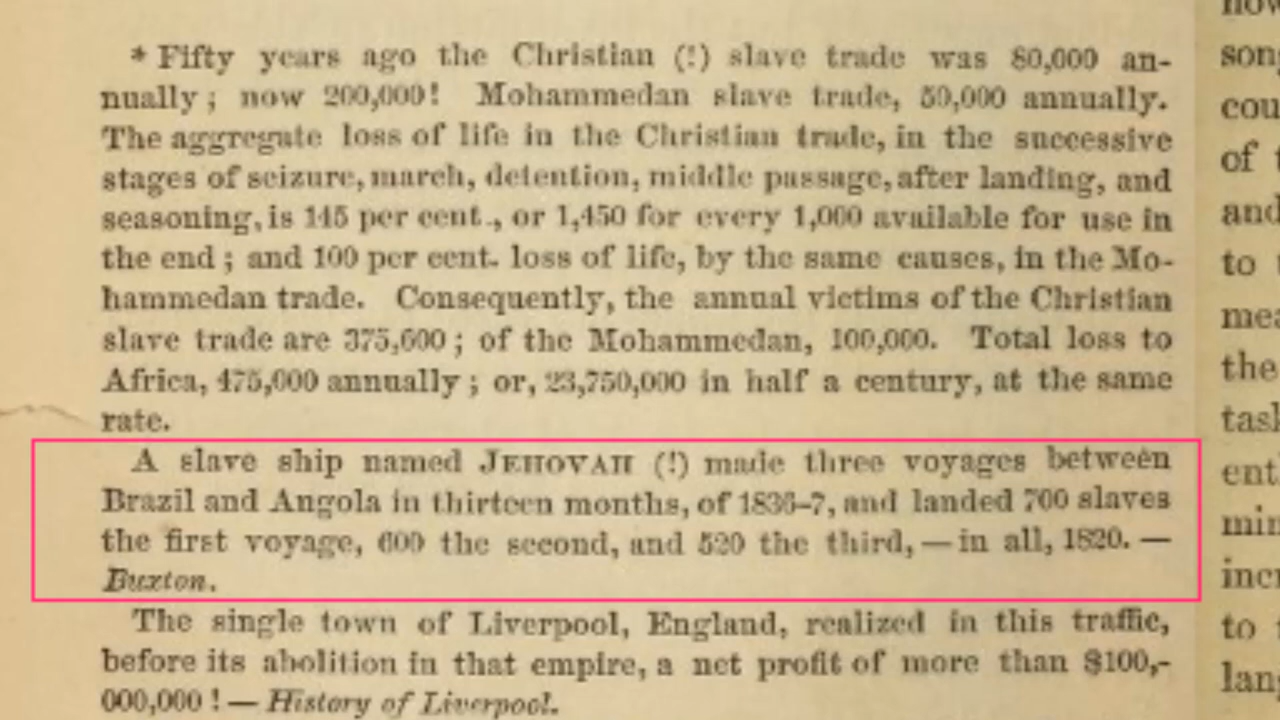 * Fifty years ago the Christian (!) slave trade was 80,000 an-
nually; now 200,000! Mohammedan slave trade, 50,000 annually.
The aggregate loss of life in the Christian trade, in the successive
stages of seizure, march, detention, middle passage, after landing, and
seasoning, is 145 per cent., or 1,450 for every 1,000 available for use in
the end; and 100 per cent. loss of life, by the same causes, in the Mo-
hammedan trade. Consequently, the annual victims of the Christian
slave trade are 375,600; of the Mohammedan, 100,000. Total loss to
Africa, 475,000 annually; or, 23,750,000 in half a century, at the same
rate.
A slave ship named JEHOVAH (!) made three voyages between
Brazil and Angola in thirteen months, of 1836-7, and landed 700 slaves
the first voyage, 600 the second, and 520 the third, — in all, 1820. —
Buxton.
The single town of Liverpool, England, realized in this traffic,
before its abolition in that empire, a net profit of more than $100,-
000,000! — History of Liverpool.
of
and
to
the
to